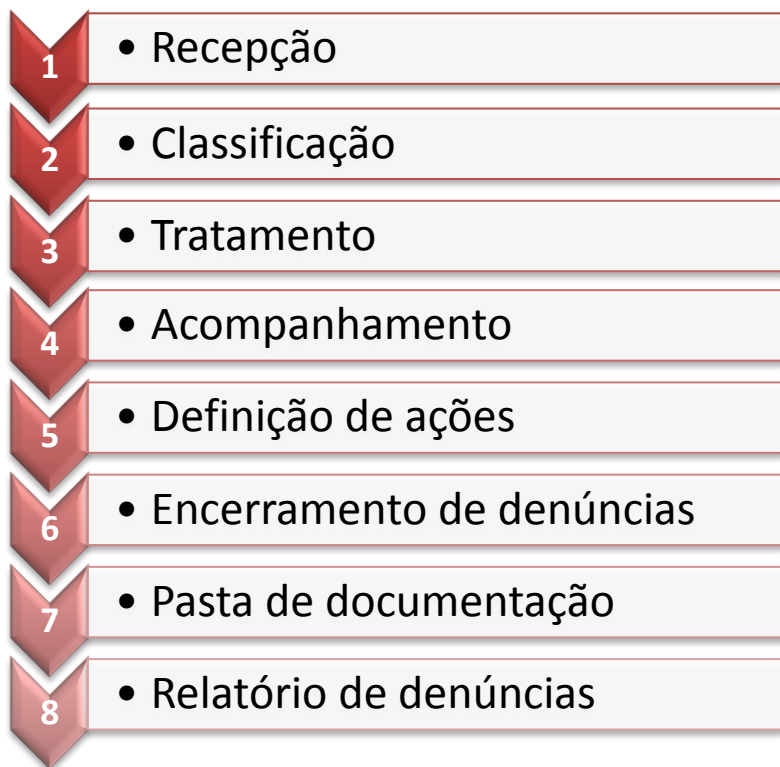 1 • Recepção
2 • Classificação
3 • Tratamento
4 • Acompanhamento
5 • Definição de ações
6 • Encerramento de denúncias
7 • Pasta de documentação
8 • Relatório de denúncias